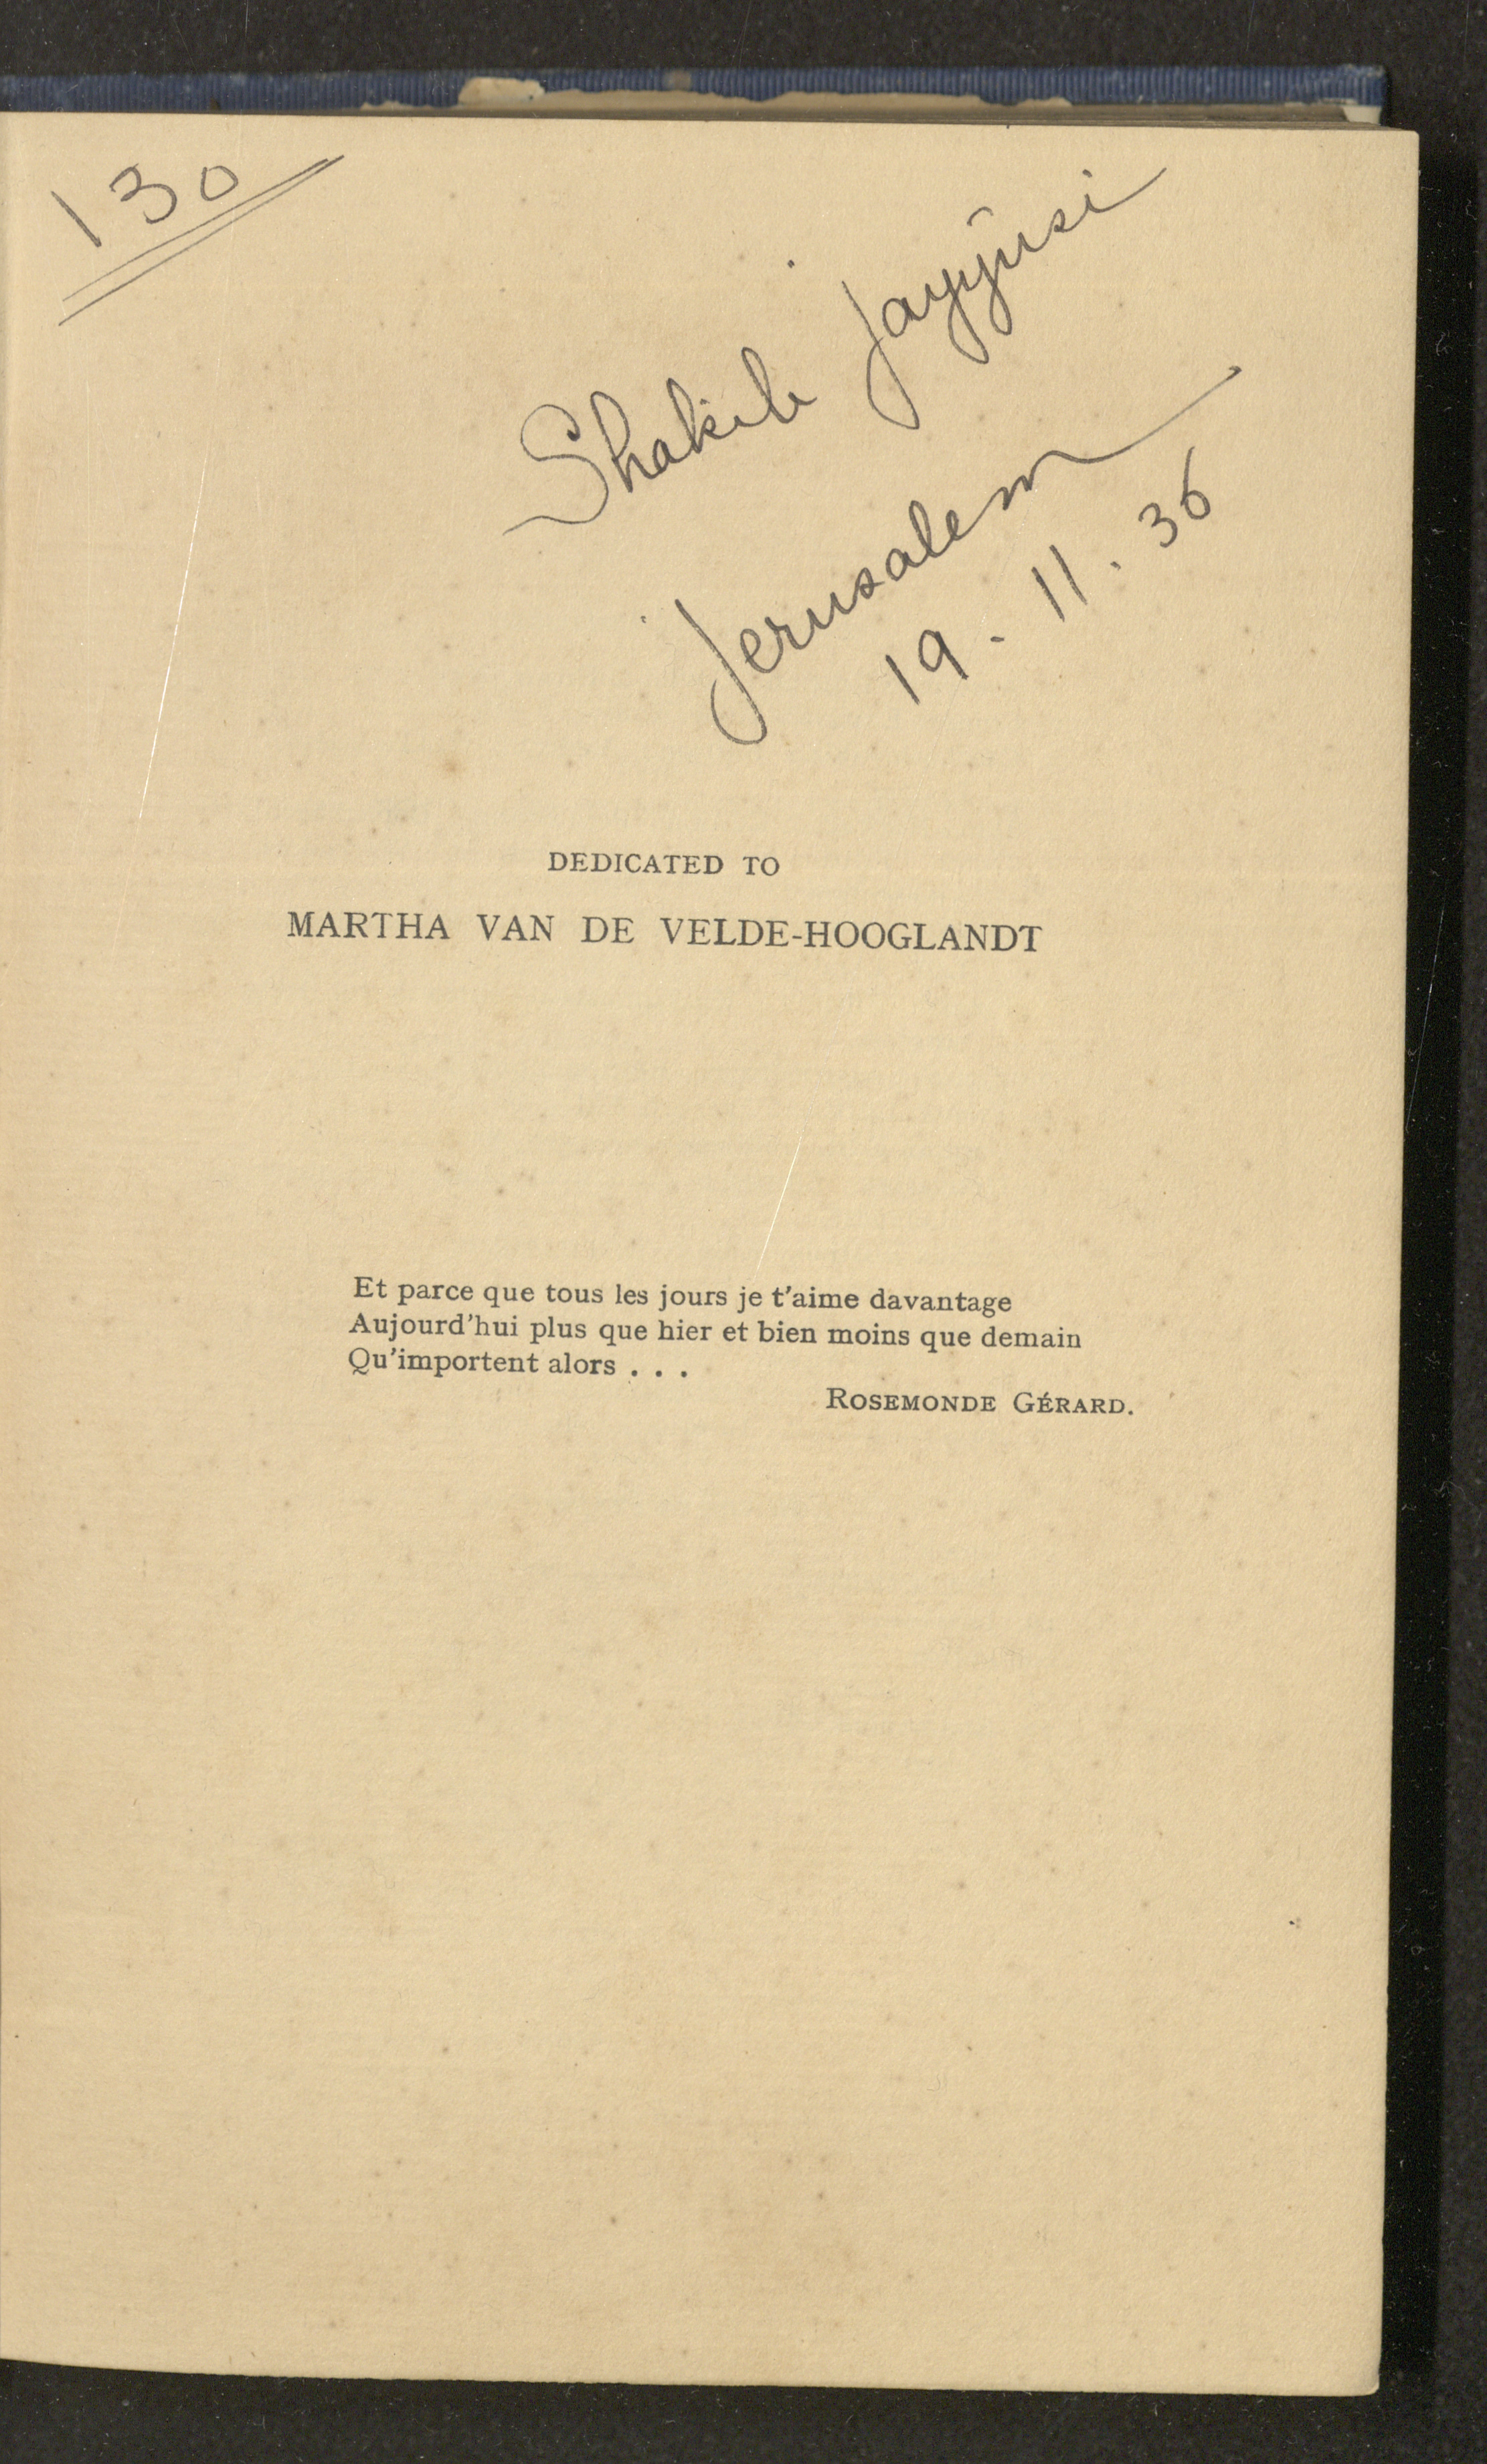 130
Shakib Jayyusi
Jerusalem
19 - 11 . 36
DEDICATED TO
MARTHA VAN DE VELDE-HOOGLANDT
Et parce que tous les jours je t'aime davantage
Aujourd'hui plus que hier et bien moins que demain
Qu'importent alors . . .
ROSEMONDE GÉRARD.